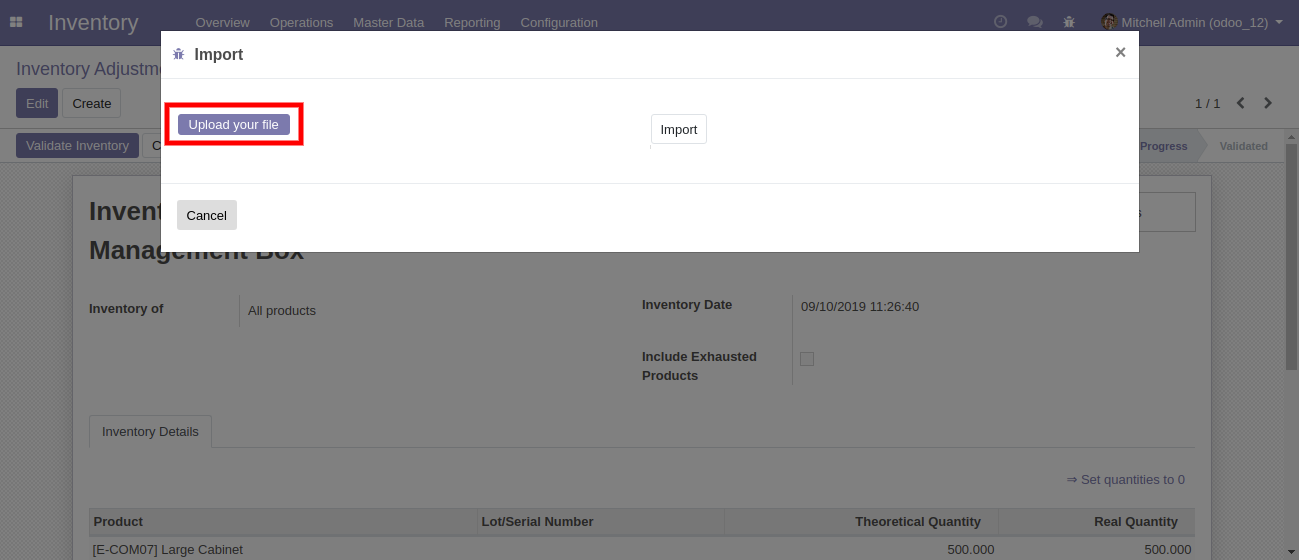 Inventory
Overview
Operations
Master Data
Reporting
Configuration
Mitchell Admin (odoo_12)
Import
×
Inventory Adjustme
Edit
Create
1 / 1
Upload your file
Import
Validate Inventory
C
Progress
Validated
Cancel
Invent
s
Management Box
Inventory of
All products
Inventory Date
09/10/2019 11:26:40
Include Exhausted
Products
Inventory Details
⇒ Set quantities to 0
Product
Lot/Serial Number
Theoretical Quantity
Real Quantity
[E-COM07] Large Cabinet
500.000
500.000